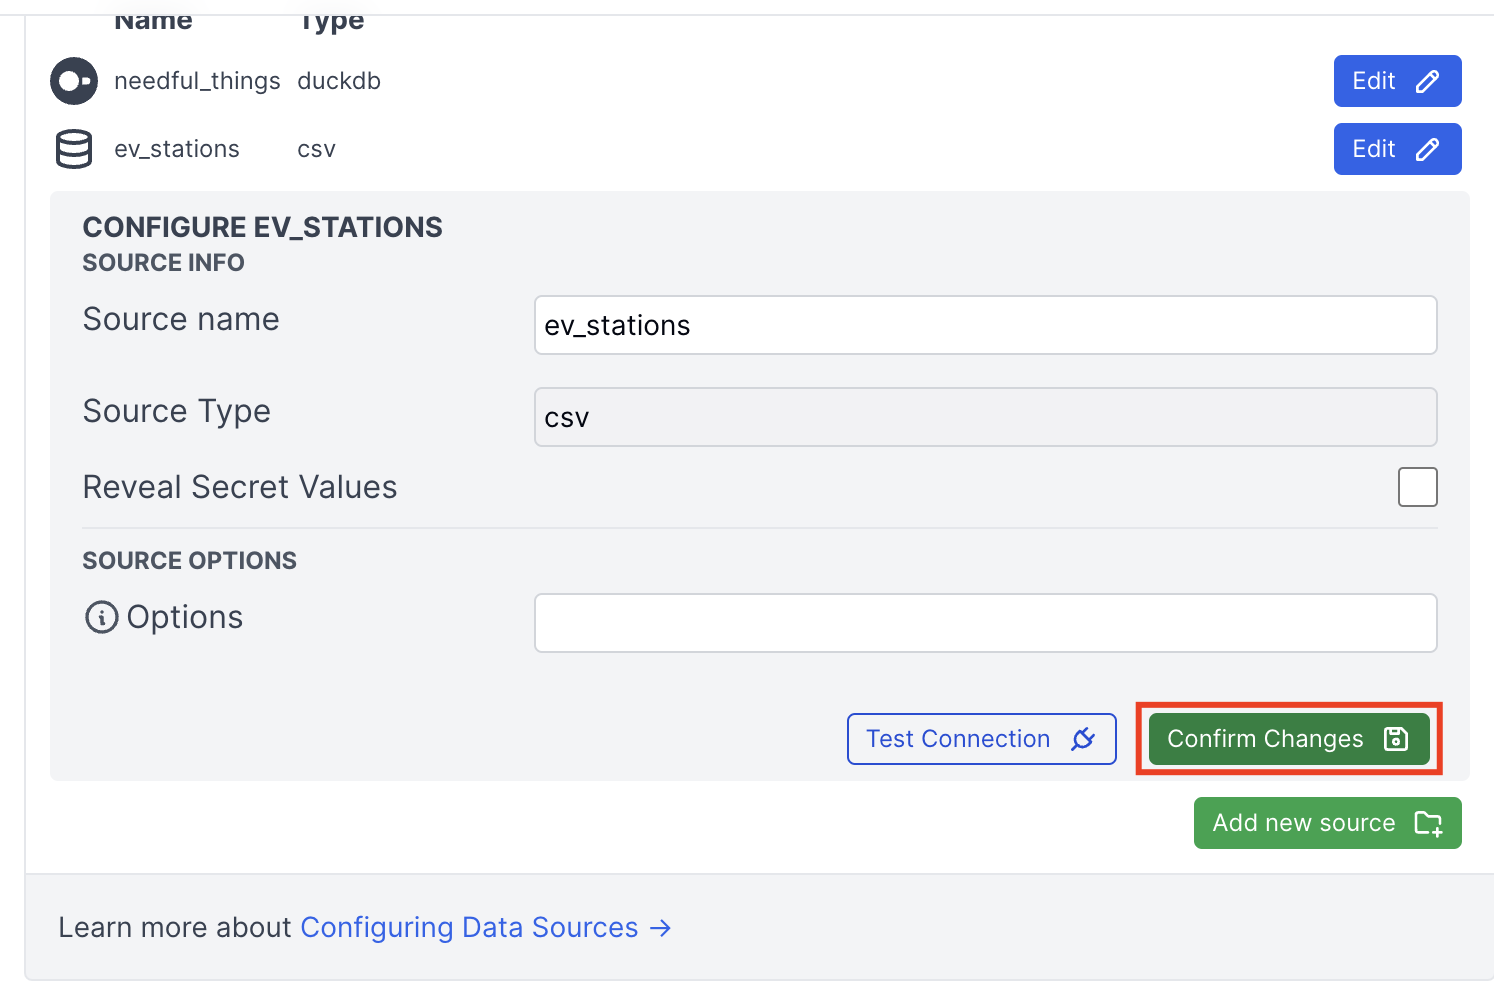 Name Type
needful_things duckdb Edit
ev_stations csv Edit
CONFIGURE EV_STATIONS
SOURCE INFO
Source name ev_stations
Source Type csv
Reveal Secret Values
SOURCE OPTIONS
Options
Test Connection Confirm Changes
Add new source
Learn more about Configuring Data Sources →